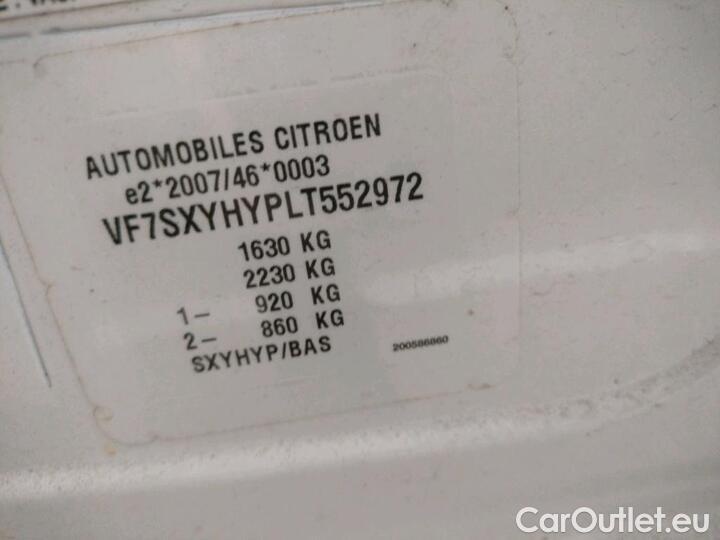 AUTOMOBILES CITROEN
e2*2007/46*0003
VF7SXYHYPLT552972
1630 KG
2230 KG
1– 920 KG
2– 860 KG
SXYHYP/BAS
200586860
CarOutlet.eu